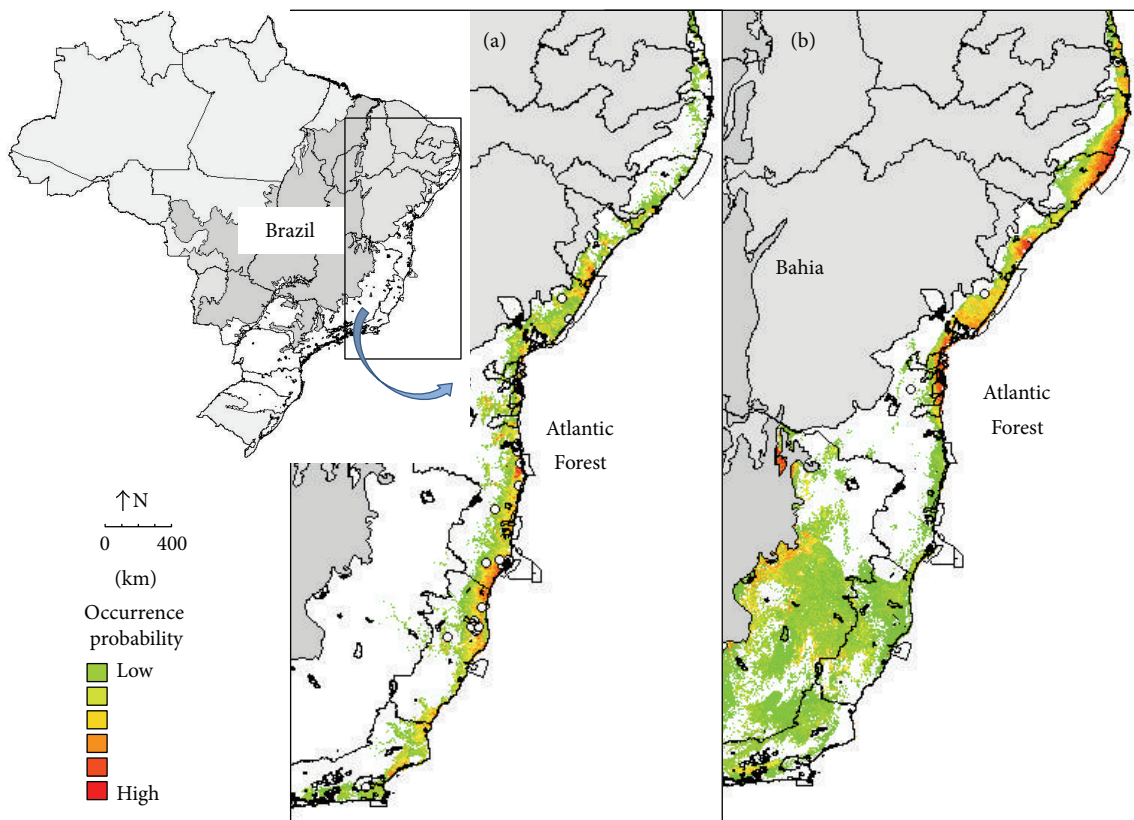 Brazil
↑N
0 400
(km)
Occurrence
probability
Low
High
(a)
Atlantic
Forest
(b)
Bahia
Atlantic
Forest